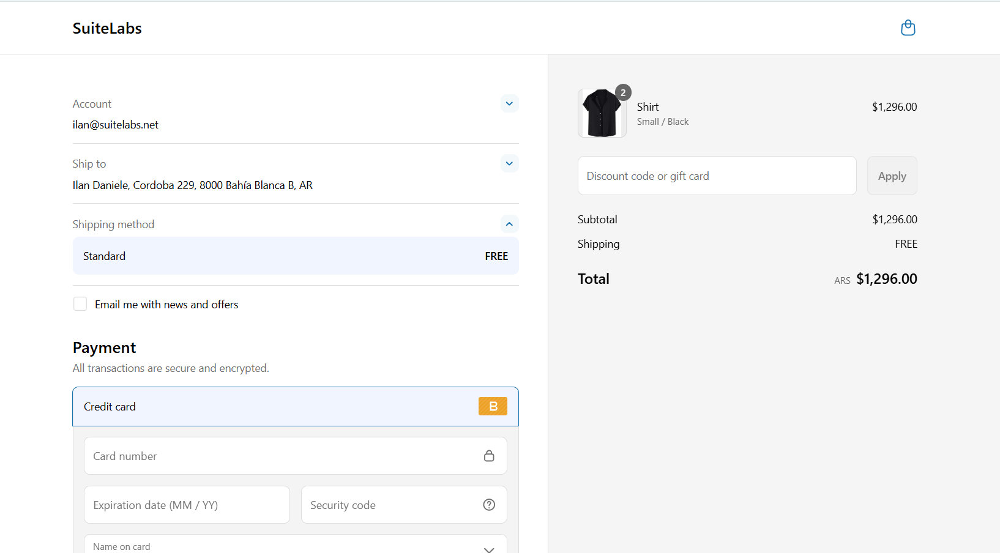 SuiteLabs
Account
ilan@suitelabs.net
Ship to
Ilan Daniele, Cordoba 229, 8000 Bahía Blanca B, AR
Shipping method
Standard FREE
Email me with news and offers
Payment
All transactions are secure and encrypted.
Credit card B
Card number
Expiration date (MM / YY) Security code
Name on card
2
Shirt $1,296.00
Small / Black
Discount code or gift card Apply
Subtotal $1,296.00
Shipping FREE
Total ARS $1,296.00